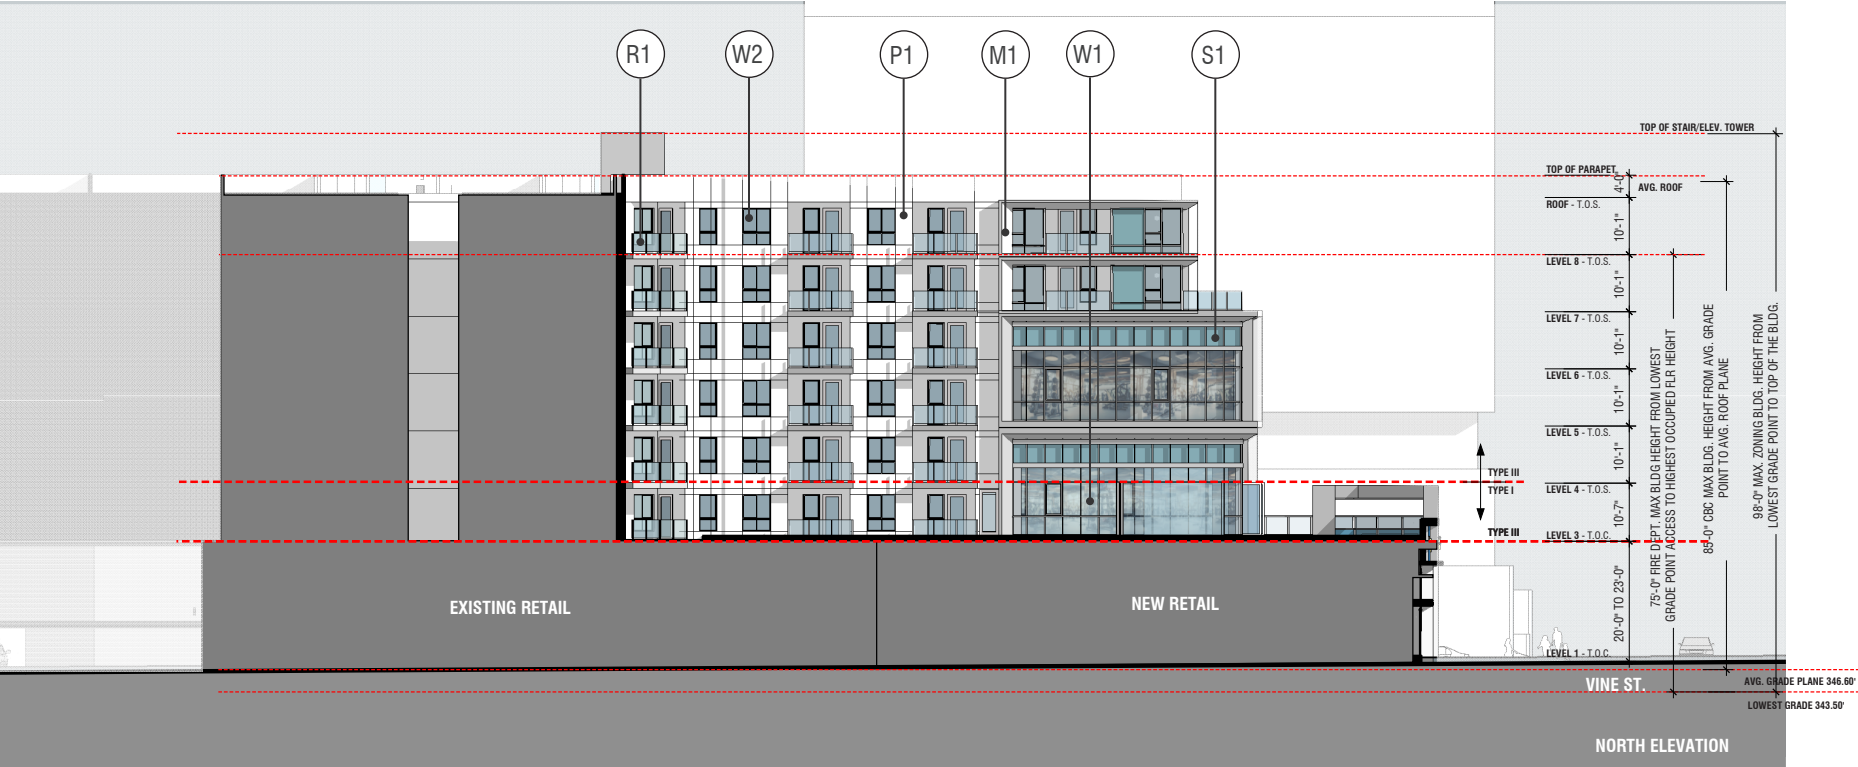 R1
W2
P1
M1
W1
S1
TOP OF STAIR/ELEV. TOWER
TOP OF PARAPET
4'-0"
AVG. ROOF
ROOF - T.O.S.
10'-1"
LEVEL 8 - T.O.S.
10'-1"
LEVEL 7 - T.O.S.
10'-1"
LEVEL 6 - T.O.S.
10'-1"
LEVEL 5 - T.O.S.
10'-1"
TYPE III
TYPE I
LEVEL 4 - T.O.S.
10'-7"
TYPE III
LEVEL 3 - T.O.C.
20'-0" TO 23'-0"
LEVEL 1 - T.O.C.
75'-0" FIRE DEPT. MAX BLDG HEIGHT FROM LOWEST
GRADE POINT ACCESS TO HIGHEST OCCUPIED FLR HEIGHT
85'-0" CBC MAX BLDG. HEIGHT FROM AVG. GRADE
POINT TO AVG. ROOF PLANE
98'-0" MAX. ZONING BLDG. HEIGHT FROM
LOWEST GRADE POINT TO TOP OF THE BLDG.
EXISTING RETAIL
NEW RETAIL
VINE ST.
AVG. GRADE PLANE 346.60'
LOWEST GRADE 343.50'
NORTH ELEVATION